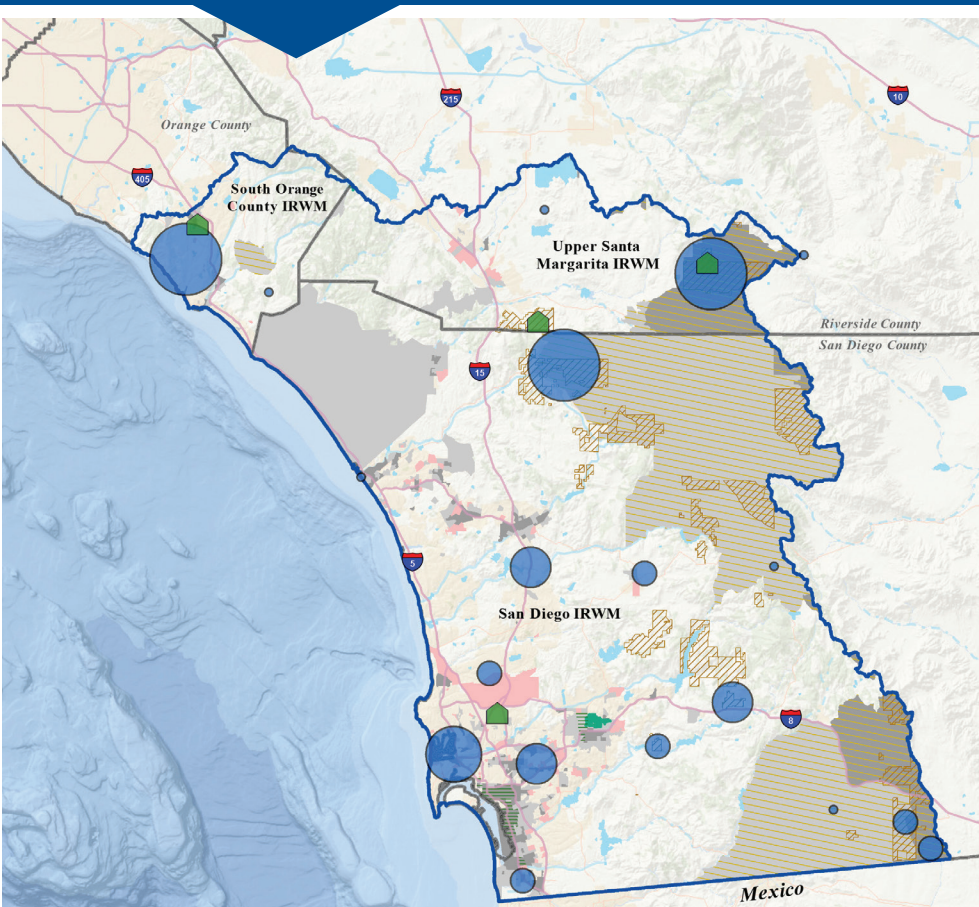 215
10
Orange County
405
South Orange
County IRWM
Upper Santa
Margarita IRWM
Riverside County
San Diego County
15
5
San Diego IRWM
8
Mexico